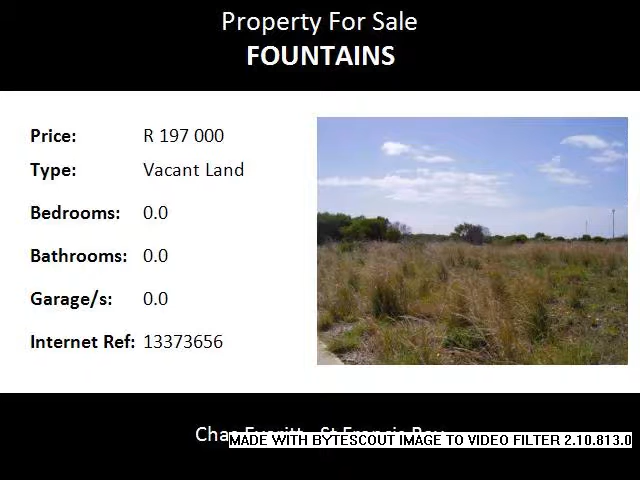 Property For Sale
FOUNTAINS
Price: R 197 000
Type: Vacant Land
Bedrooms: 0.0
Bathrooms: 0.0
Garage/s: 0.0
Internet Ref: 13373656
MADE WITH BYTESCOUT IMAGE TO VIDEO FILTER 2.10.813.0